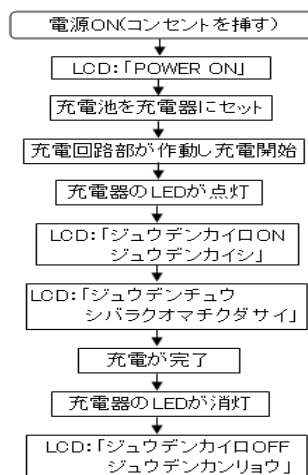 電源ON(コンセントを挿す)
LCD:「POWER ON」
充電池を充電器にセット
充電回路部が作動し充電開始
充電器のLEDが点灯
LCD:「ジュウデンカイロON
ジュウデンカイシ」
LCD:「ジュウデンチュウ
シバラクオマチクダサイ」
充電が完了
充電器のLEDが消灯
LCD:「ジュウデンカイロOFF
ジュウデンカンリョウ」